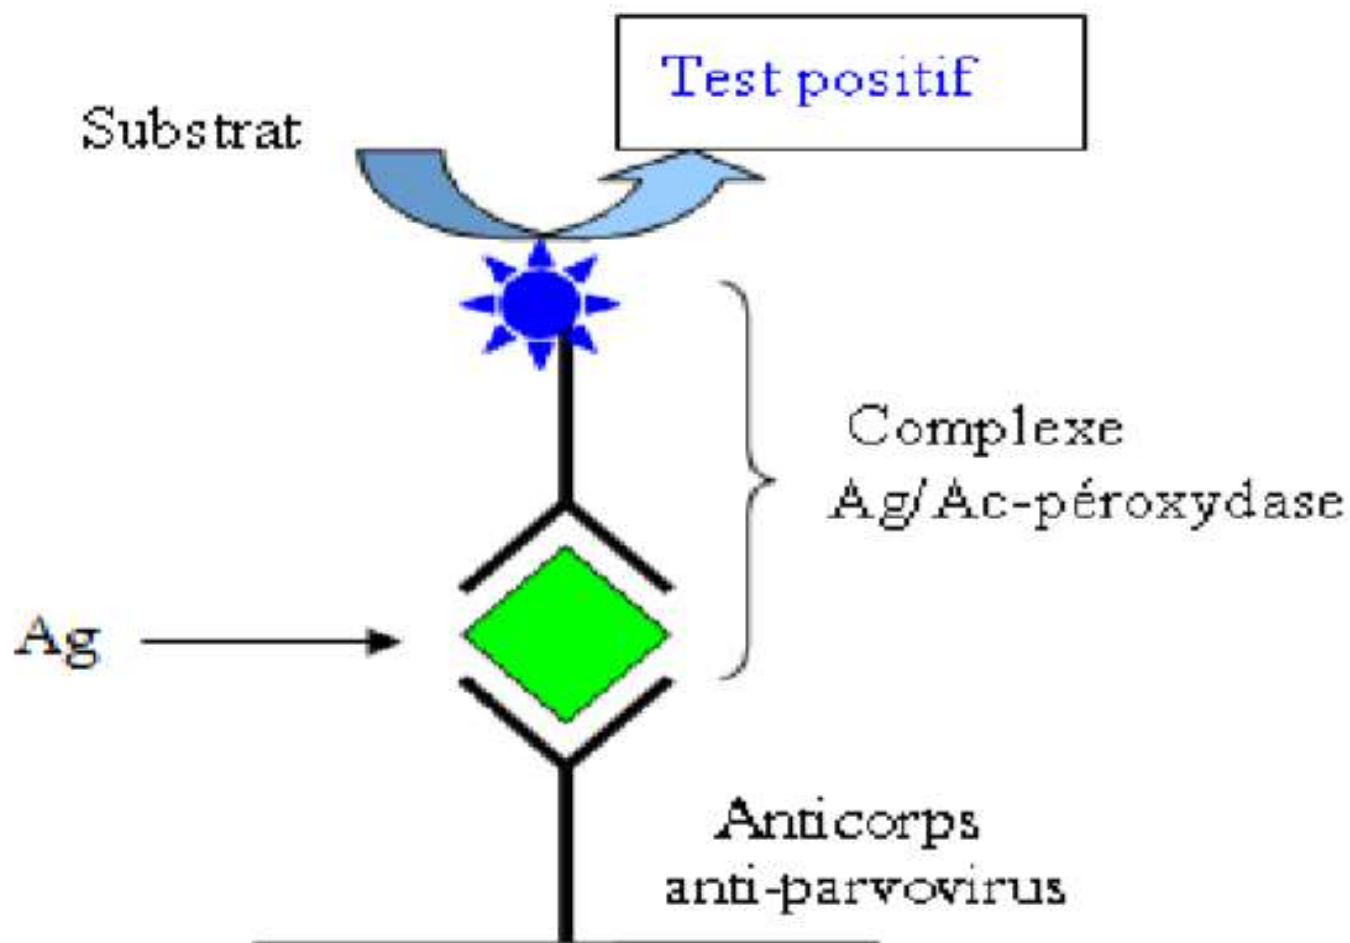 Test positif
Substrat
Complexe
Ag/Ac-péroxydase
Ag
Anticorps
anti-parvovirus